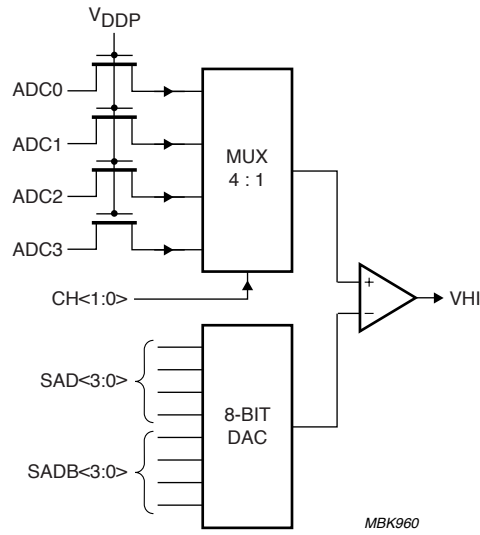 VDDP
ADC0
ADC1
ADC2
ADC3
MUX
4 : 1
CH<1:0>
+
−
VHI
SAD<3:0>
SADB<3:0>
8-BIT
DAC
MBK960